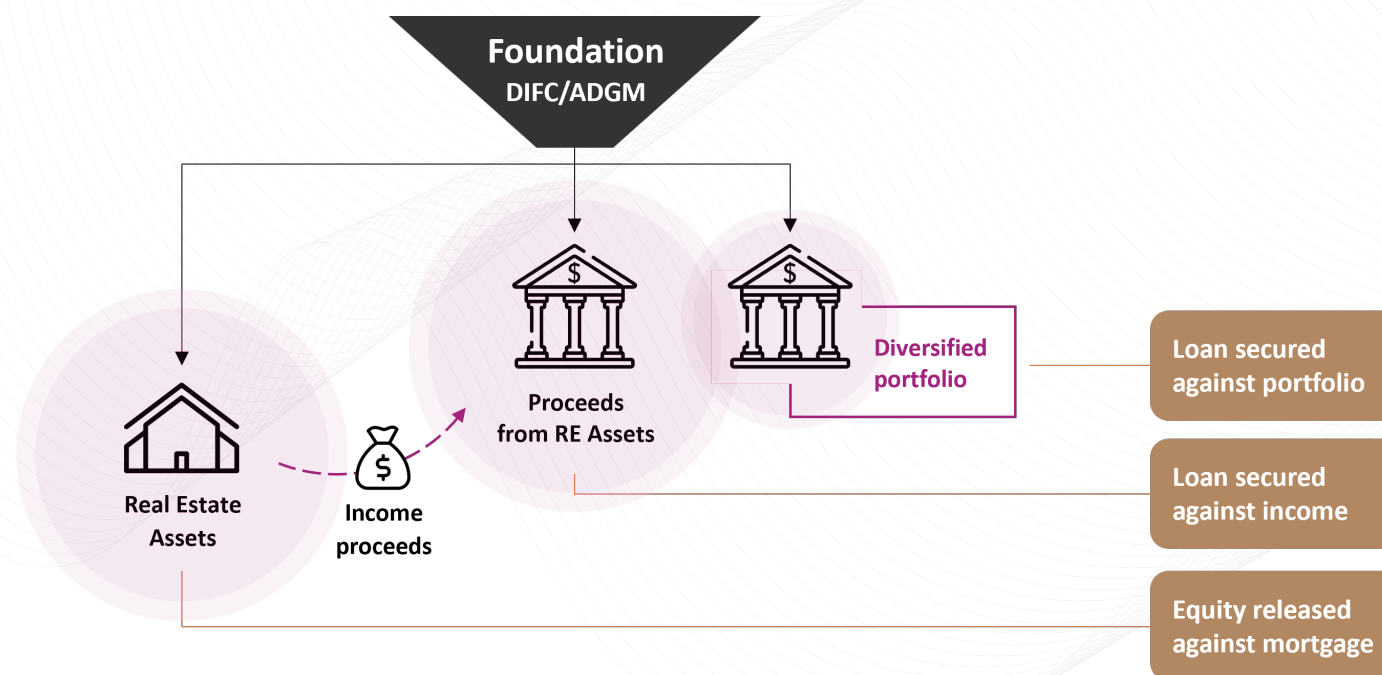 Foundation
DIFC/ADGM
$
$
Diversified
portfolio
Loan secured
against portfolio
Proceeds
from RE Assets
$
Real Estate
Assets
Income
proceeds
Loan secured
against income
Equity released
against mortgage